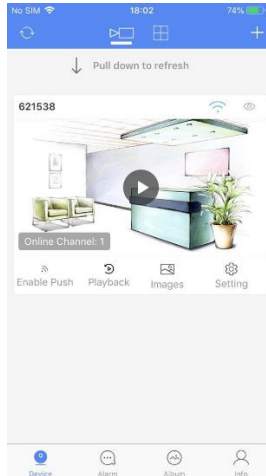 No SIM 18:02 74%
Pull down to refresh
621538
Online Channel: 1
Enable Push Playback Images Setting
Device Alarm Album Info